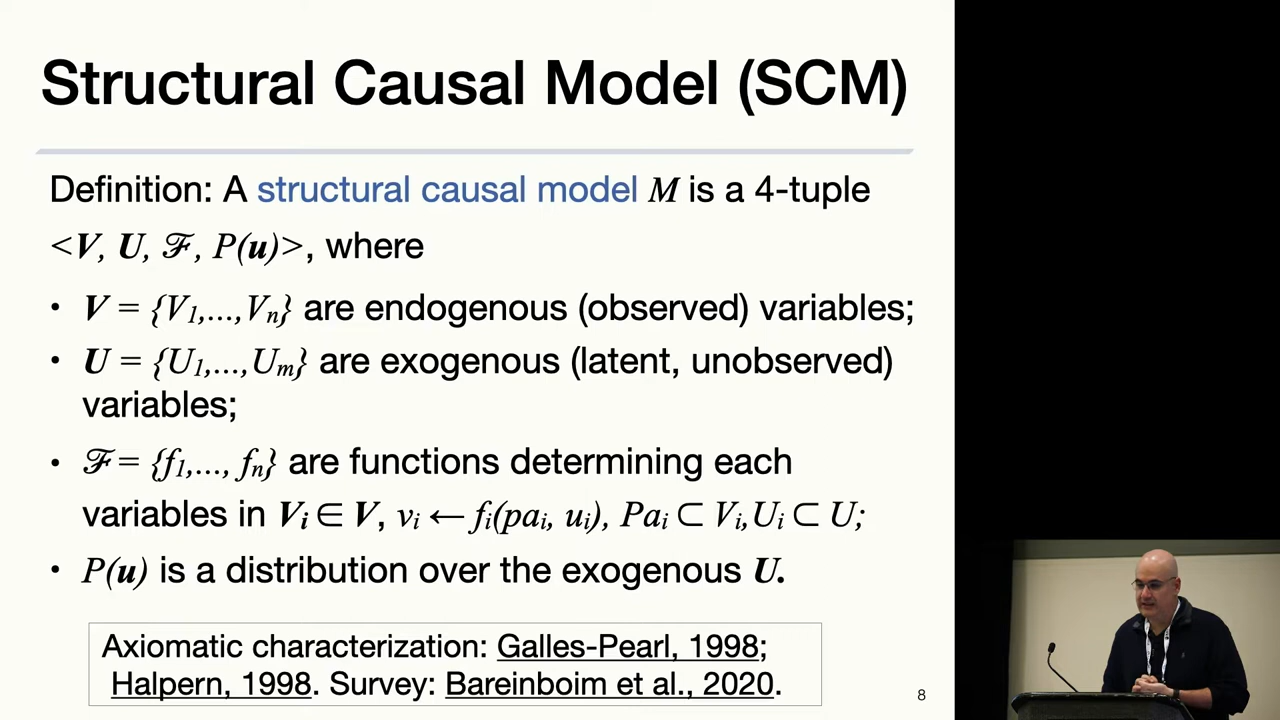 Structural Causal Model (SCM)
Definition: A structural causal model M is a 4-tuple
<V, U, ℱ, P(u)>, where
• V = {V1,...,Vn} are endogenous (observed) variables;
• U = {U1,...,Um} are exogenous (latent, unobserved)
variables;
• ℱ = {f1,..., fn} are functions determining each
variables in Vi ∈ V, vi ← fi(pai, ui), Pai ⊂ Vi,Ui ⊂ U;
• P(u) is a distribution over the exogenous U.
Axiomatic characterization: Galles-Pearl, 1998;
Halpern, 1998. Survey: Bareinboim et al., 2020.
8